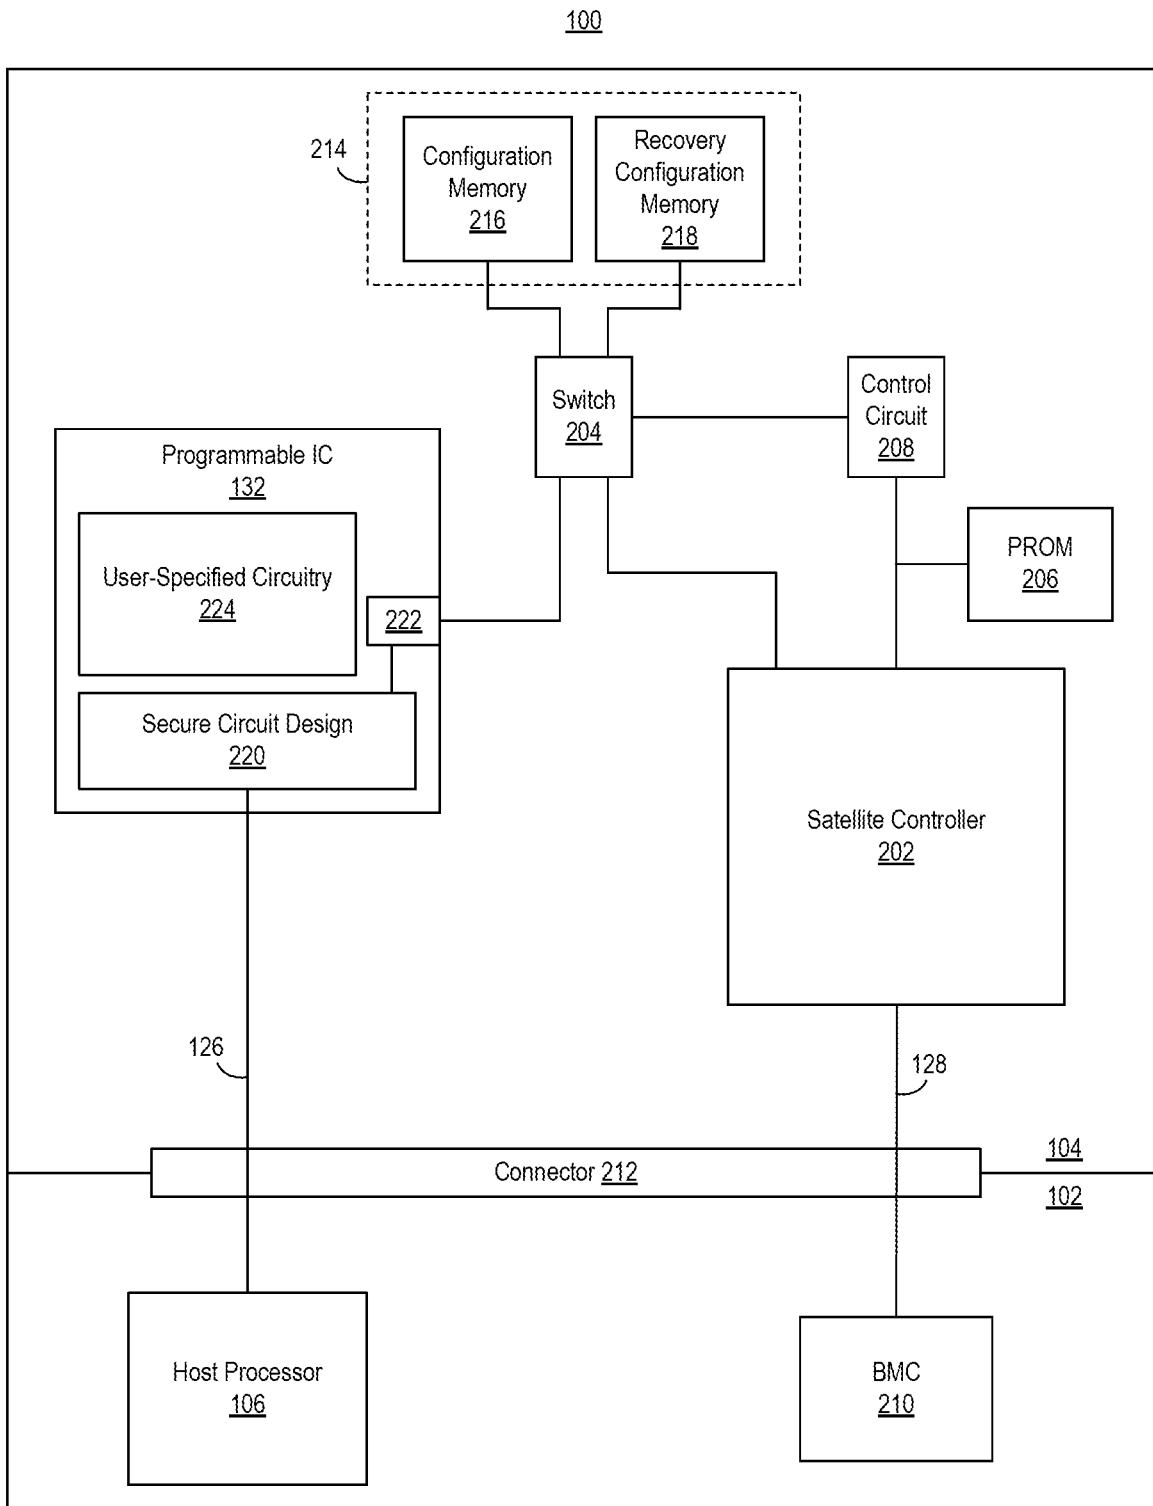 100
214
Configuration
Memory
216
Recovery
Configuration
Memory
218
Switch
204
Control
Circuit
208
Programmable IC
132
User-Specified Circuitry
224
222
Secure Circuit Design
220
PROM
206
Satellite Controller
202
126
128
Connector 212
104
102
Host Processor
106
BMC
210